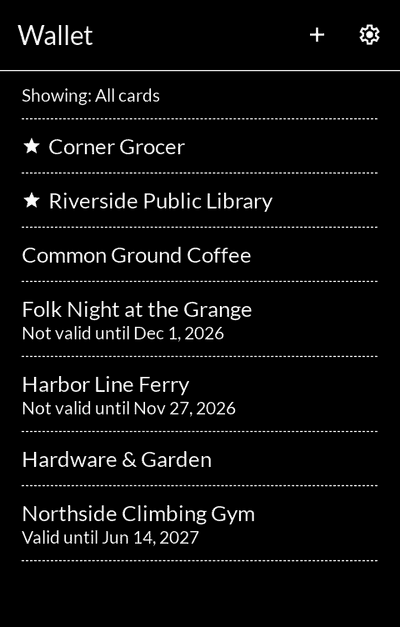 Wallet
Showing: All cards
Corner Grocer
Riverside Public Library
Common Ground Coffee
Folk Night at the Grange
Not valid until Dec 1, 2026
Harbor Line Ferry
Not valid until Nov 27, 2026
Hardware & Garden
Northside Climbing Gym
Valid until Jun 14, 2027